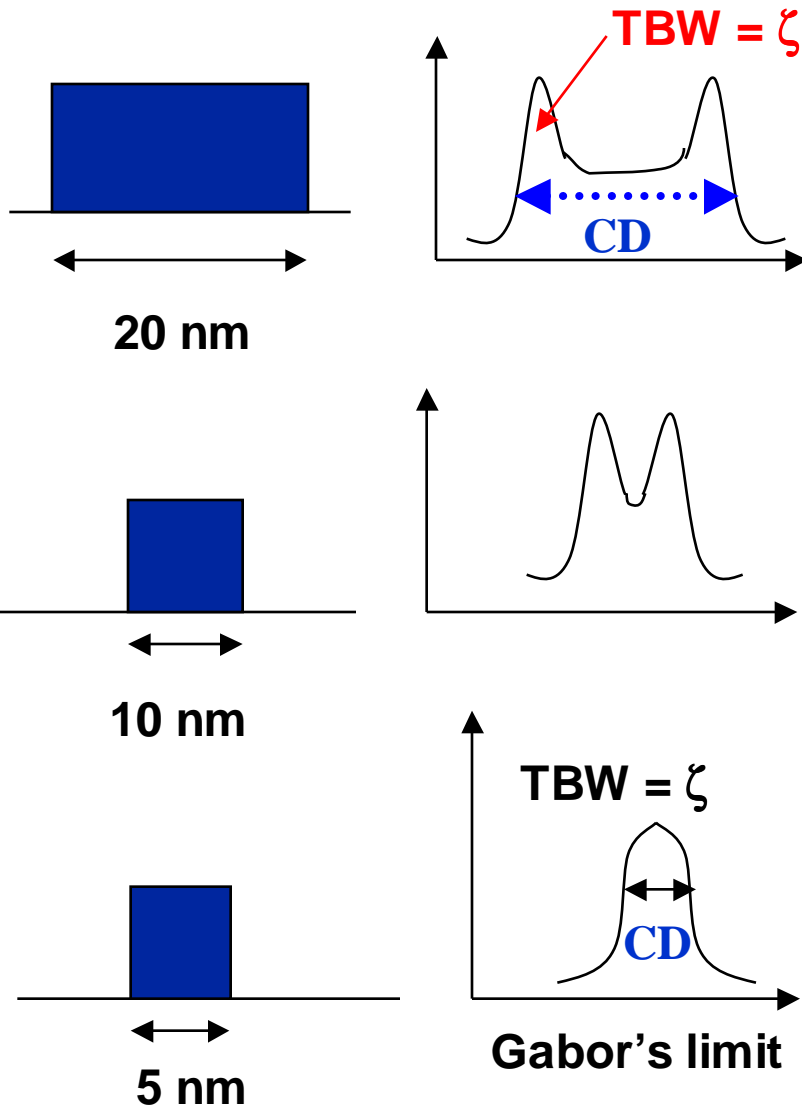 TBW = ζ
CD
20 nm
10 nm
TBW = ζ
CD
Gabor’s limit
5 nm